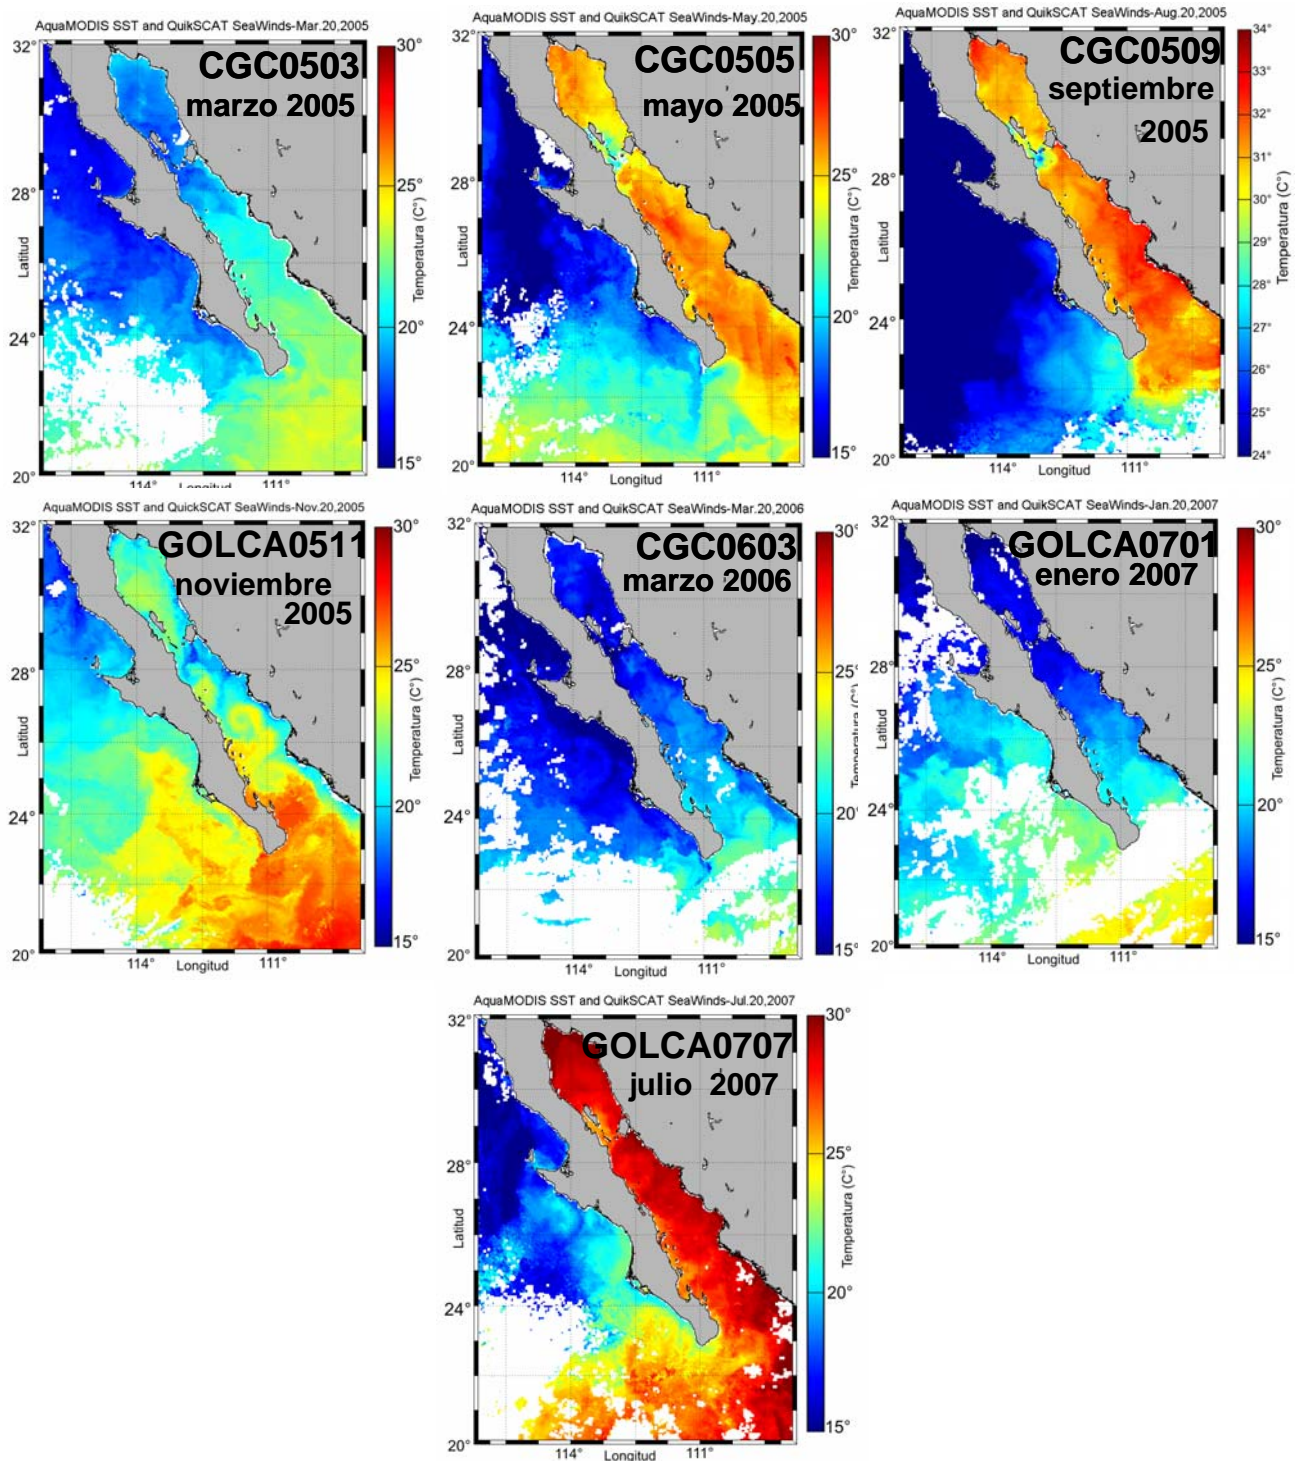 AquaMODIS SST and QuikSCAT SeaWinds-Mar.20,2005
CGC0503
marzo 2005
32°
28°
24°
20°
Latitud
114°
Longitud
111°
30°
25°
20°
15°
Temperatura (C°)
AquaMODIS SST and QuikSCAT SeaWinds-May.20,2005
CGC0505
mayo 2005
32°
28°
24°
20°
Latitud
114°
Longitud
111°
30°
25°
20°
15°
Temperatura (C°)
AquaMODIS SST and QuikSCAT SeaWinds-Aug.20,2005
CGC0509
septiembre
2005
32°
28°
24°
20°
Latitud
114°
Longitud
111°
34°
33°
32°
31°
30°
29°
28°
27°
26°
25°
24°
Temperatura (C°)
AquaMODIS SST and QuickSCAT SeaWinds-Nov.20,2005
GOLCA0511
noviembre
2005
32°
28°
24°
20°
Latitud
114°
Longitud
111°
30°
25°
20°
15°
Temperatura (C°)
AquaMODIS SST and QuikSCAT SeaWinds-Mar.20,2006
CGC0603
marzo 2006
32°
28°
24°
20°
Latitud
114°
Longitud
111°
30°
25°
20°
15°
Temperatura (C°)
AquaMODIS SST and QuikSCAT SeaWinds-Jan.20,2007
GOLCA0701
enero 2007
32°
28°
24°
20°
Latitud
114°
Longitud
111°
30°
25°
20°
15°
Temperatura (C°)
AquaMODIS SST and QuikSCAT SeaWinds-Jul.20,2007
GOLCA0707
julio 2007
32°
28°
24°
20°
Latitud
114°
Longitud
111°
30°
25°
20°
15°
Temperatura (C°)